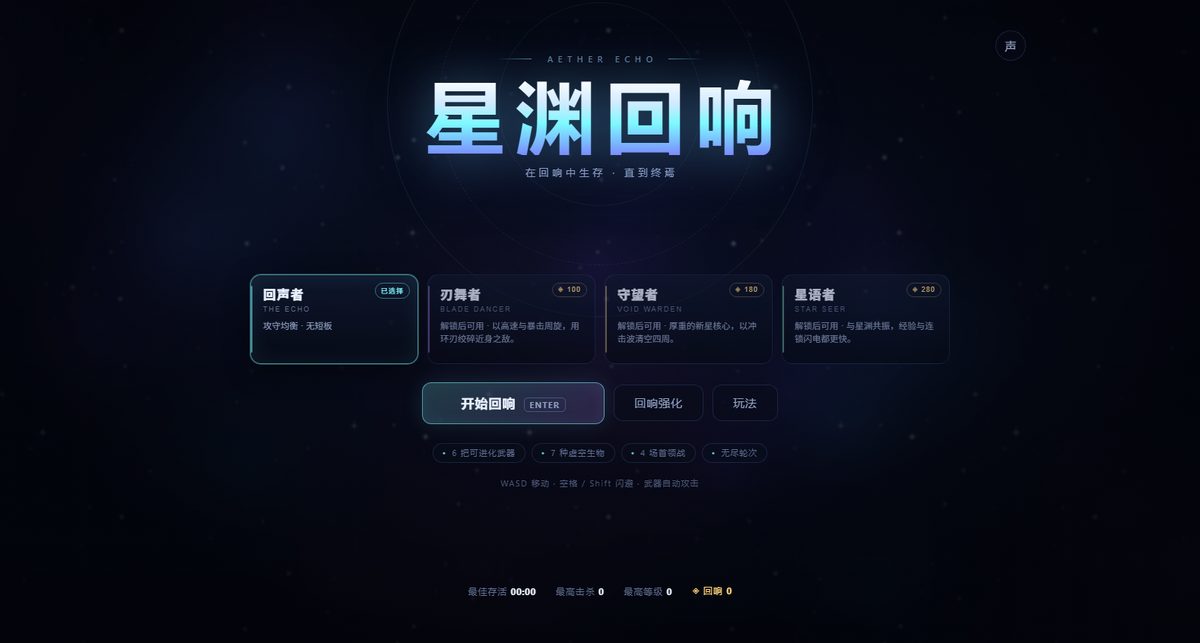 AETHER ECHO
声
星渊回响
在回响中生存 · 直到终焉
回声者
已选择
THE ECHO
攻守均衡 · 无短板
刃舞者
◈ 100
BLADE DANCER
解锁后可用 · 以高速与暴击周旋，用
环刃绞碎近身之敌。
守望者
◈ 180
VOID WARDEN
解锁后可用 · 厚重的新星核心，以冲
击波清空四周。
星语者
◈ 280
STAR SEER
解锁后可用 · 与星渊共振，经验与连
锁闪电都更快。
开始回响 ENTER
回响强化
玩法
6 把可进化武器
7 种虚空生物
4 场首领战
无尽轮次
WASD 移动 · 空格 / Shift 闪避 · 武器自动攻击
最佳存活 00:00 最高击杀 0 最高等级 0 ◈ 回响 0